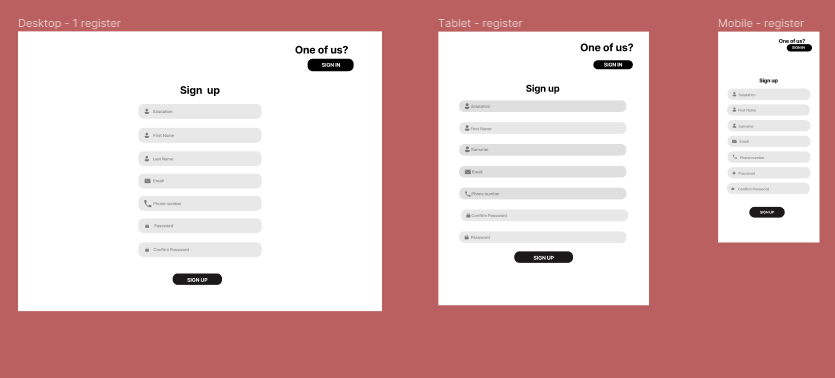 Desktop - 1 register
One of us?
SIGN IN
Sign up
Salutation
First Name
Last Name
Email
Phone number
Password
Confirm Password
SIGN UP
Tablet - register
One of us?
SIGN IN
Sign up
Salutation
First Name
Surname
Email
Phone number
Confirm Password
Password
SIGN UP
Mobile - register
One of us?
SIGN IN
Sign up
Salutation
First Name
Surname
Email
Phone number
Password
Confirm Password
SIGN UP